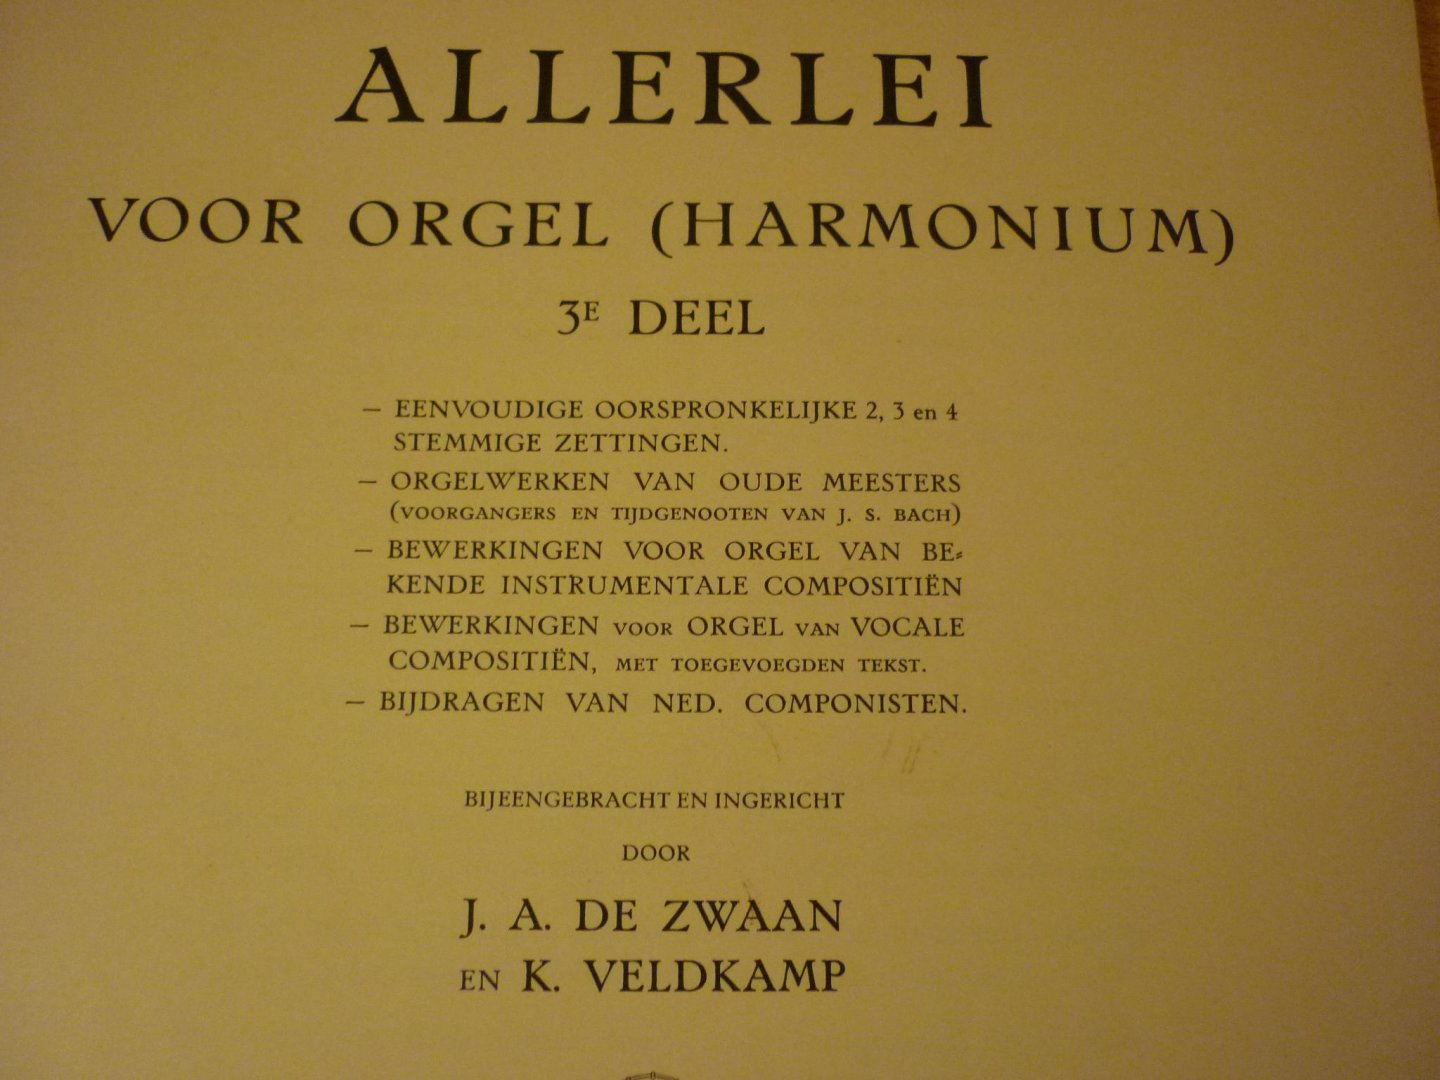 ALLERLEI
VOOR ORGEL (HARMONIUM)
3E DEEL
– EENVOUDIGE OORSPRONKELIJKE 2, 3 en 4
STEMMIGE ZETTINGEN.
– ORGELWERKEN VAN OUDE MEESTERS
(VOORGANGERS EN TIJDGENOOTEN VAN J. S. BACH)
– BEWERKINGEN VOOR ORGEL VAN BE-
KENDE INSTRUMENTALE COMPOSITIËN
– BEWERKINGEN VOOR ORGEL VAN VOCALE
COMPOSITIËN, MET TOEGEVOEGDEN TEKST.
– BIJDRAGEN VAN NED. COMPONISTEN.
BIJEENGEBRACHT EN INGERICHT
DOOR
J. A. DE ZWAAN
EN K. VELDKAMP